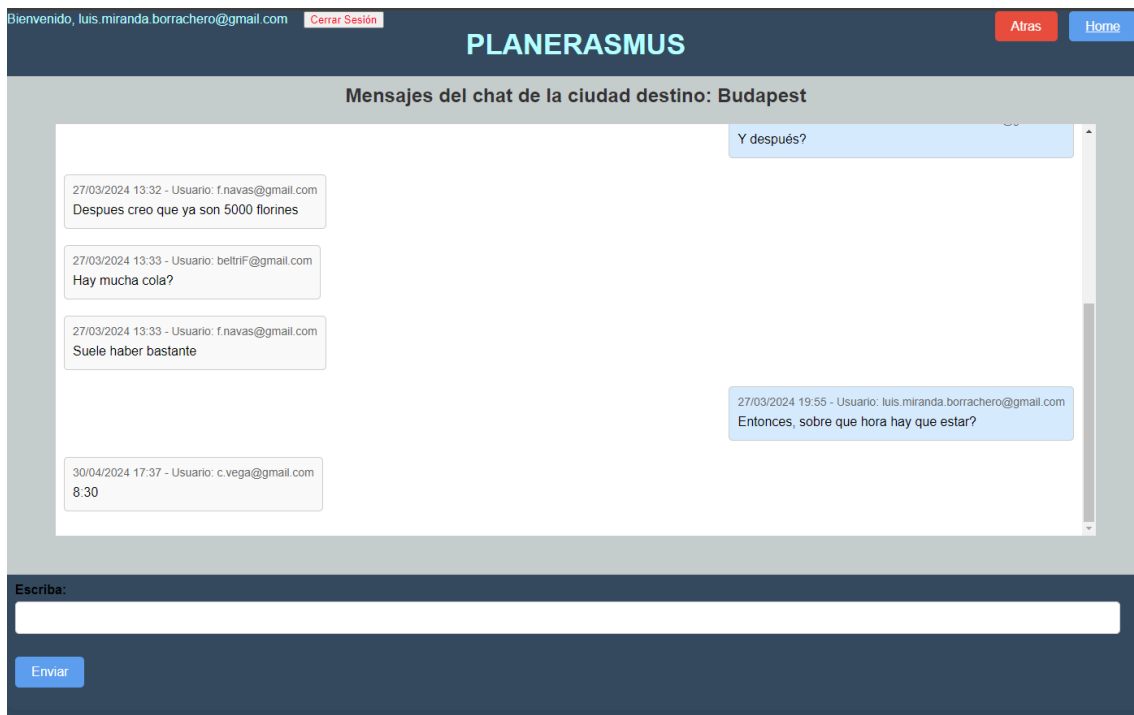 Bienvenido, luis.miranda.borrachero@gmail.com Cerrar Sesión
PLANERASMUS
Atras Home
Mensajes del chat de la ciudad destino: Budapest
Y después?
27/03/2024 13:32 - Usuario: f.navas@gmail.com
Despues creo que ya son 5000 florines
27/03/2024 13:33 - Usuario: beltriF@gmail.com
Hay mucha cola?
27/03/2024 13:33 - Usuario: f.navas@gmail.com
Suele haber bastante
27/03/2024 19:55 - Usuario: luis.miranda.borrachero@gmail.com
Entonces, sobre que hora hay que estar?
30/04/2024 17:37 - Usuario: c.vega@gmail.com
8:30
Escriba:
Enviar